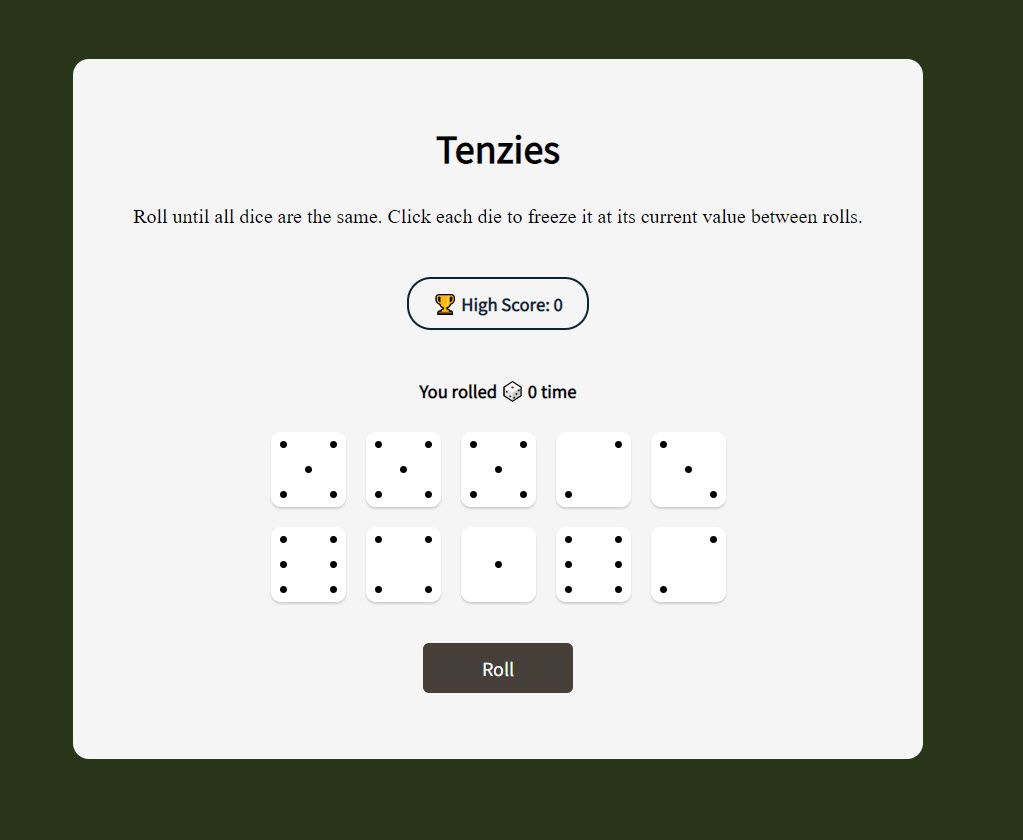 Tenzies
Roll until all dice are the same. Click each die to freeze it at its current value between rolls.
🏆 High Score: 0
You rolled 🎲 0 time
Roll